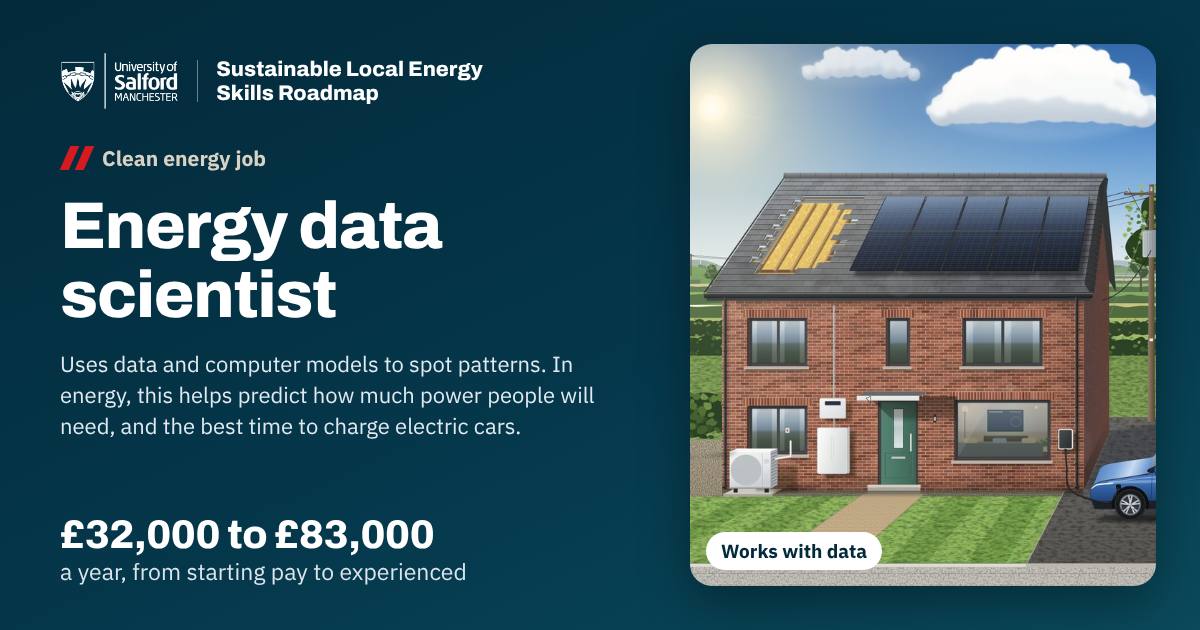 University of
Salford
MANCHESTER
Sustainable Local Energy
Skills Roadmap
Clean energy job
Energy data
scientist
Uses data and computer models to spot patterns. In
energy, this helps predict how much power people will
need, and the best time to charge electric cars.
£32,000 to £83,000
a year, from starting pay to experienced
Works with data